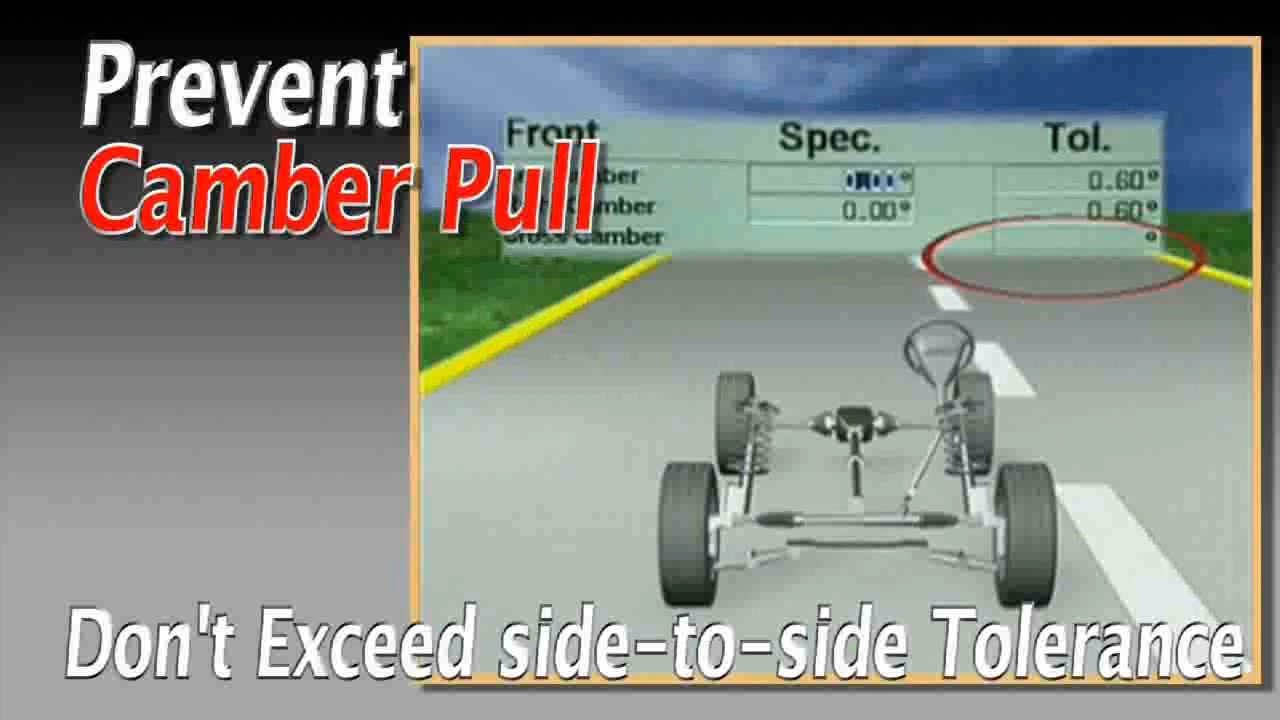 Prevent
Camber Pull
Front Spec. Tol.
0.60°
0.00° 0.60°
Cross Camber °
Don't Exceed side-to-side Tolerance